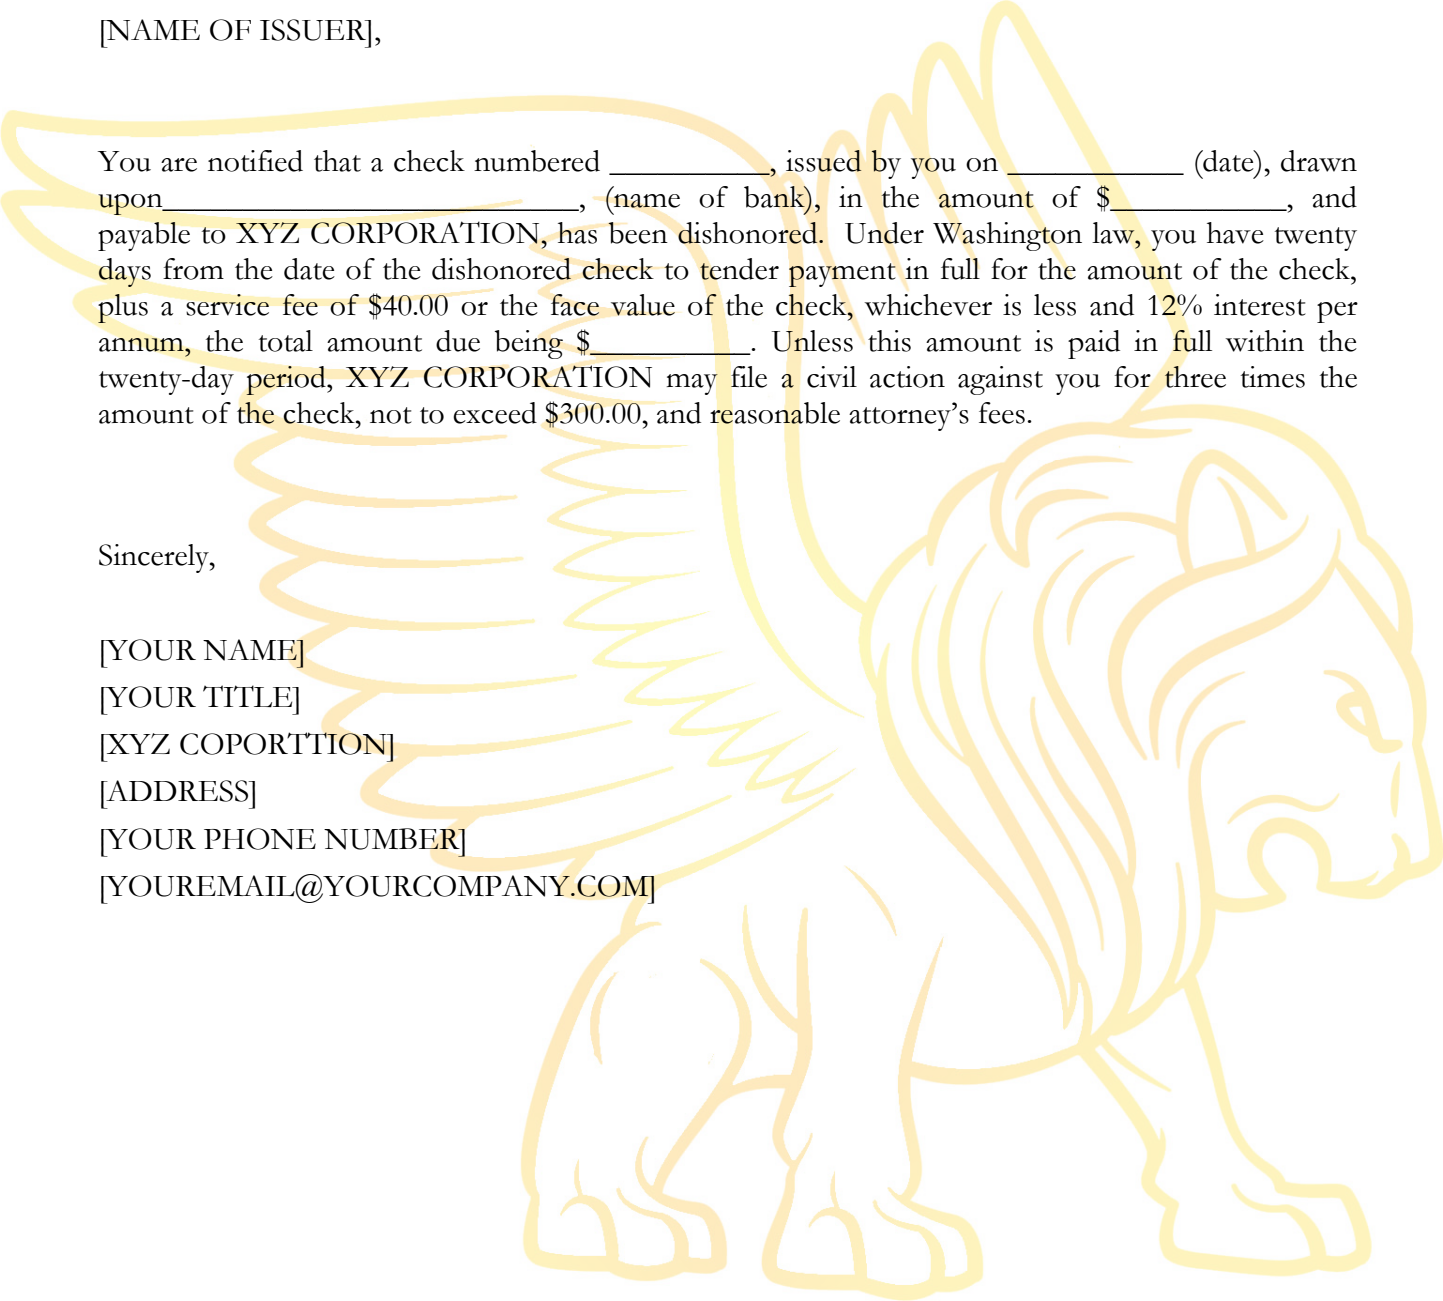 [NAME OF ISSUER],
You are notified that a check numbered __________, issued by you on ___________ (date), drawn
upon__________________________, (name of bank), in the amount of $___________, and
payable to XYZ CORPORATION, has been dishonored. Under Washington law, you have twenty
days from the date of the dishonored check to tender payment in full for the amount of the check,
plus a service fee of $40.00 or the face value of the check, whichever is less and 12% interest per
annum, the total amount due being $__________. Unless this amount is paid in full within the
twenty-day period, XYZ CORPORATION may file a civil action against you for three times the
amount of the check, not to exceed $300.00, and reasonable attorney’s fees.
Sincerely,
[YOUR NAME]
[YOUR TITLE]
[XYZ COPORTTION]
[ADDRESS]
[YOUR PHONE NUMBER]
[YOUREMAIL@YOURCOMPANY.COM]